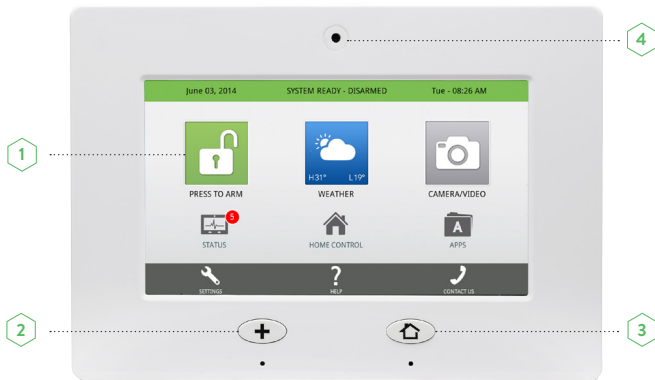 4
June 03, 2014 SYSTEM READY - DISARMED Tue - 08:26 AM
1
H31° L19°
PRESS TO ARM WEATHER CAMERA/VIDEO
5 A
STATUS HOME CONTROL APPS
?
SETTINGS HELP CONTACT US
2 + 3